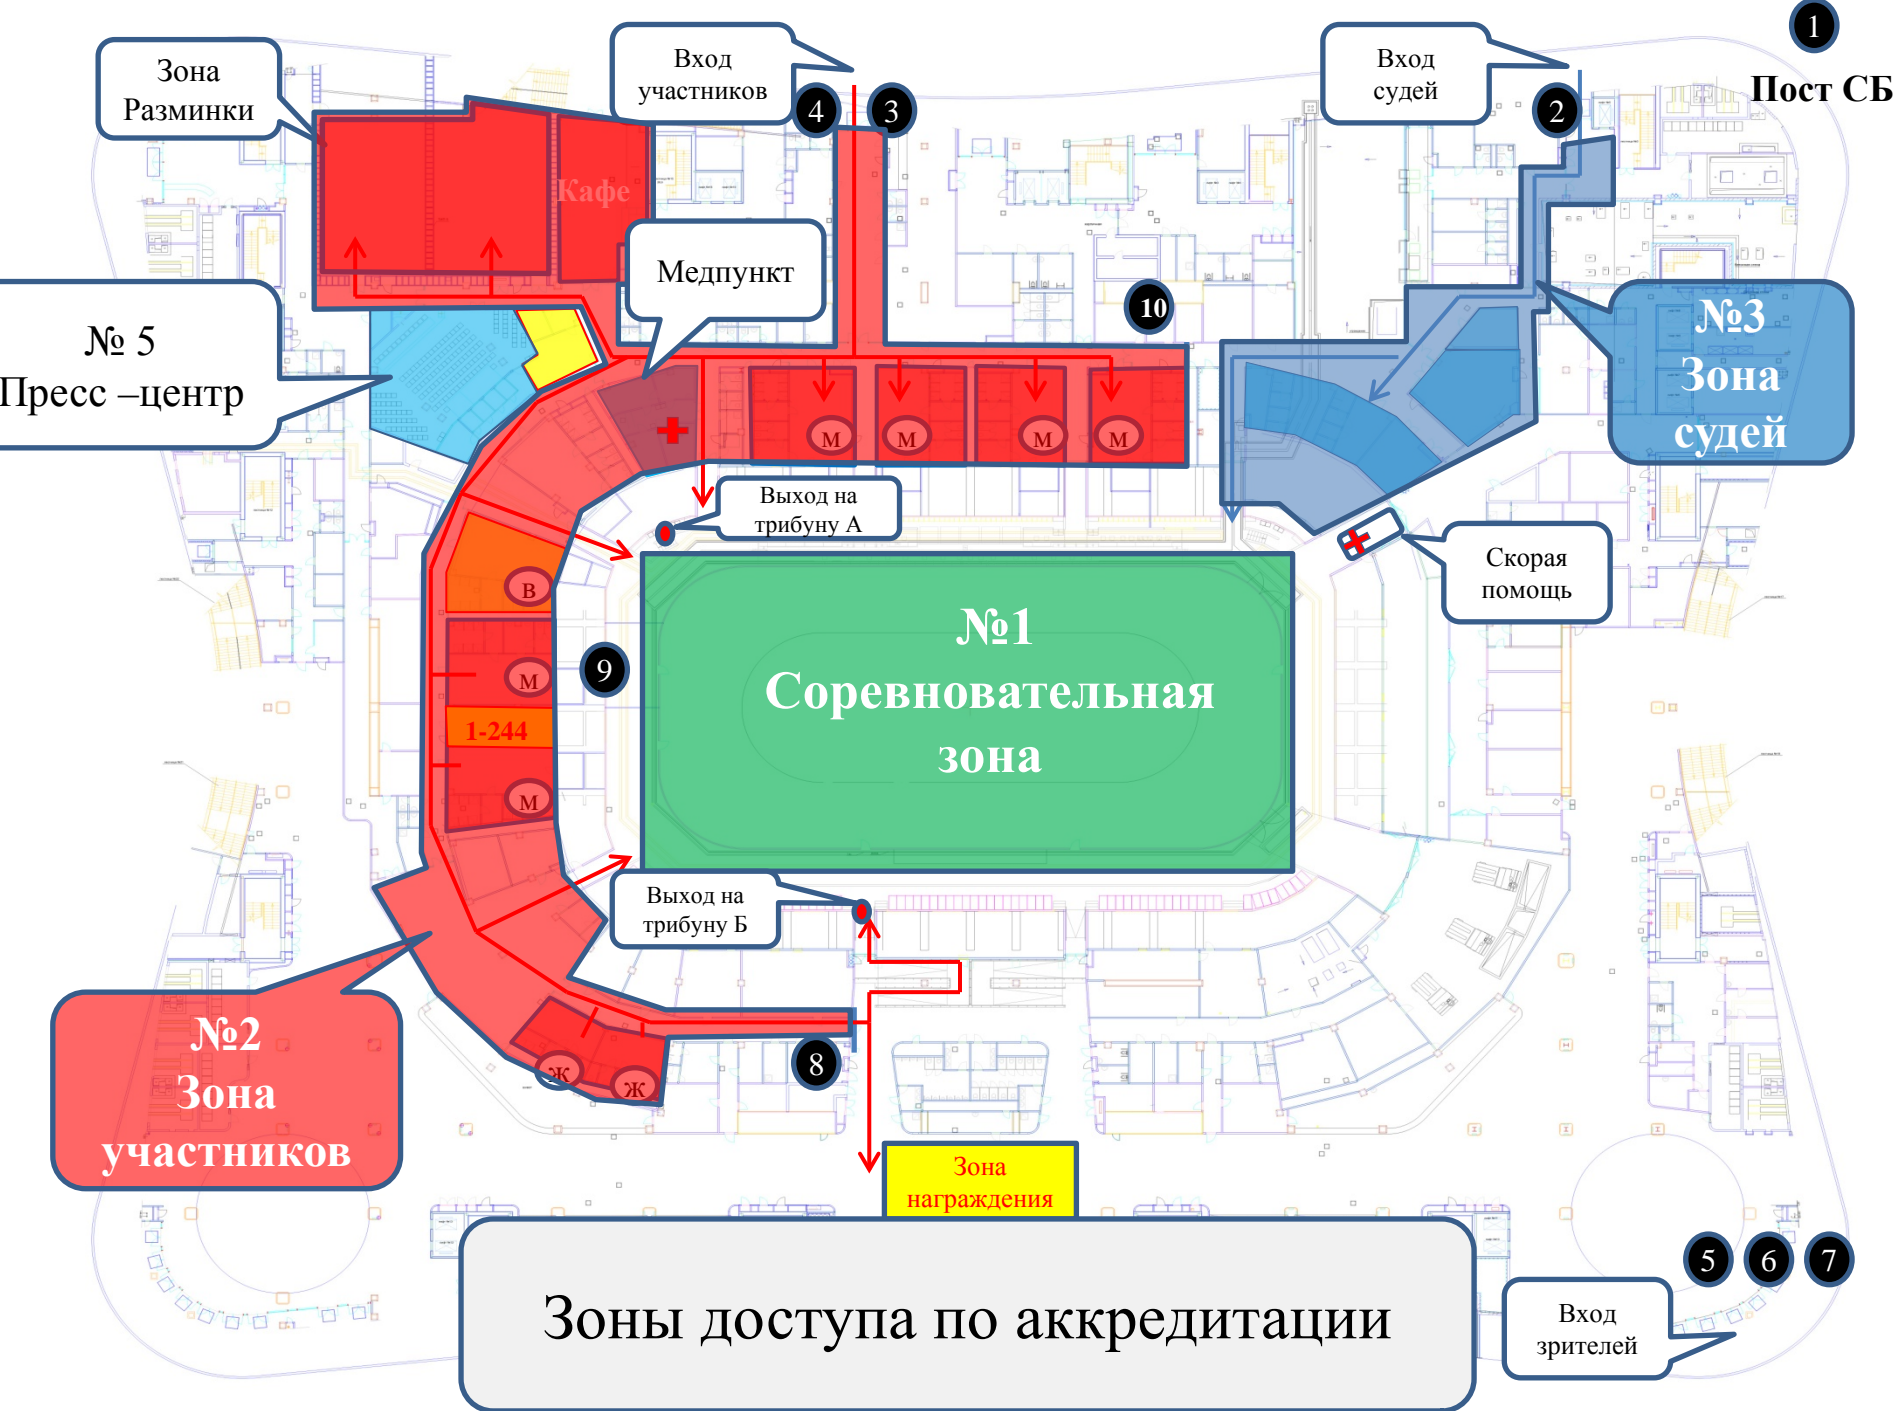 1
Пост СБ
Зона
Разминки
Вход
участников
4
3
Вход
судей
2
Кафе
Медпункт
10
№ 5
Пресс –центр
№3
Зона
судей
м
м
м
м
Выход на
трибуну А
Скорая
помощь
в
м
1-244
м
9
№1
Соревновательная
зона
Выход на
трибуну Б
№2
Зона
участников
ж
ж
8
Зона
награждения
5
6
7
Вход
зрителей
Зоны доступа по аккредитации